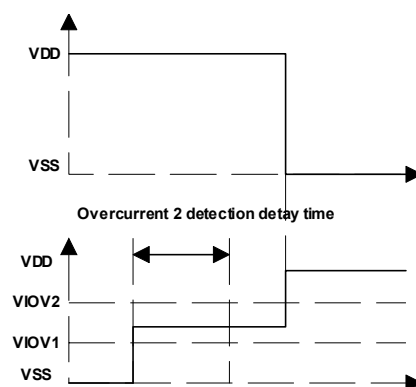 VDD
VSS
Overcurrent 2 detection detay time
VDD
VIOV2
VIOV1
VSS